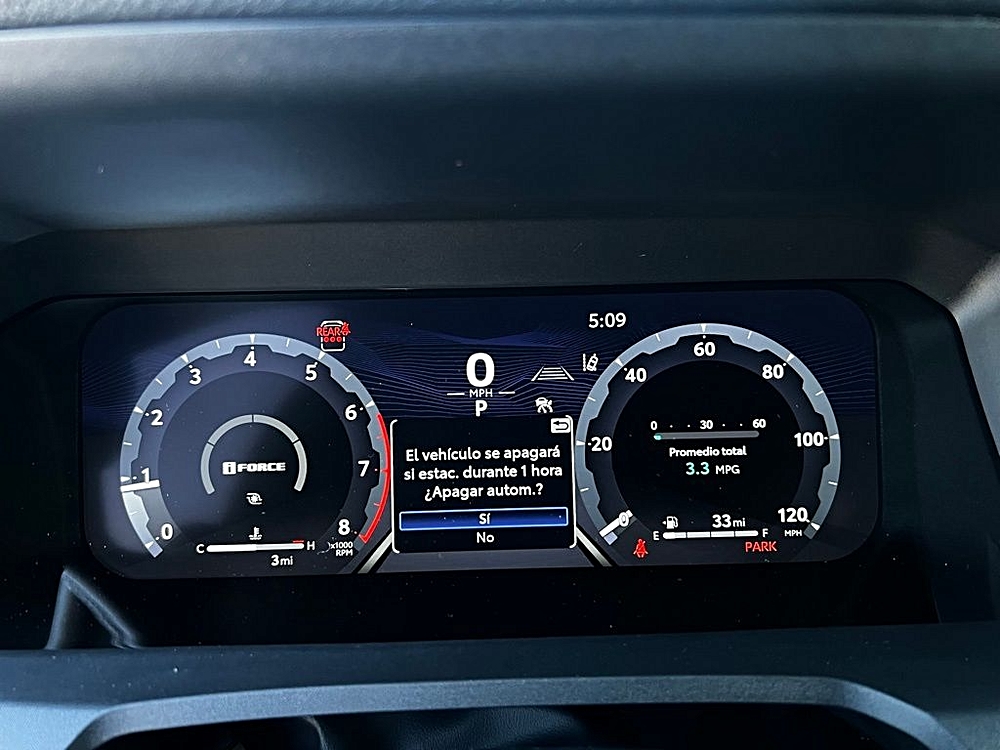 0
1
2
3
4
5
6
7
8
x1000
RPM
iFORCE
C H
3mi
REAR
0
MPH
P
5:09
El vehículo se apagará
si estac. durante 1 hora
¿Apagar autom.?
Sí
No
0
20
40
60
80
100
120
MPH
0 30 60
Promedio total
3.3 MPG
33mi
E F
PARK